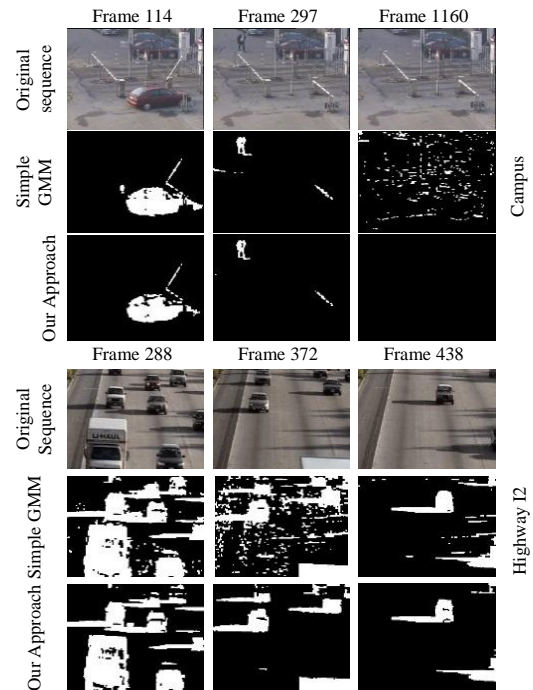 Frame 114 Frame 297 Frame 1160
Original
sequence
Simple
GMM
Our Approach
Campus
Frame 288 Frame 372 Frame 438
Original
Sequence
U-HAUL
Simple GMM
Our Approach
Highway I2